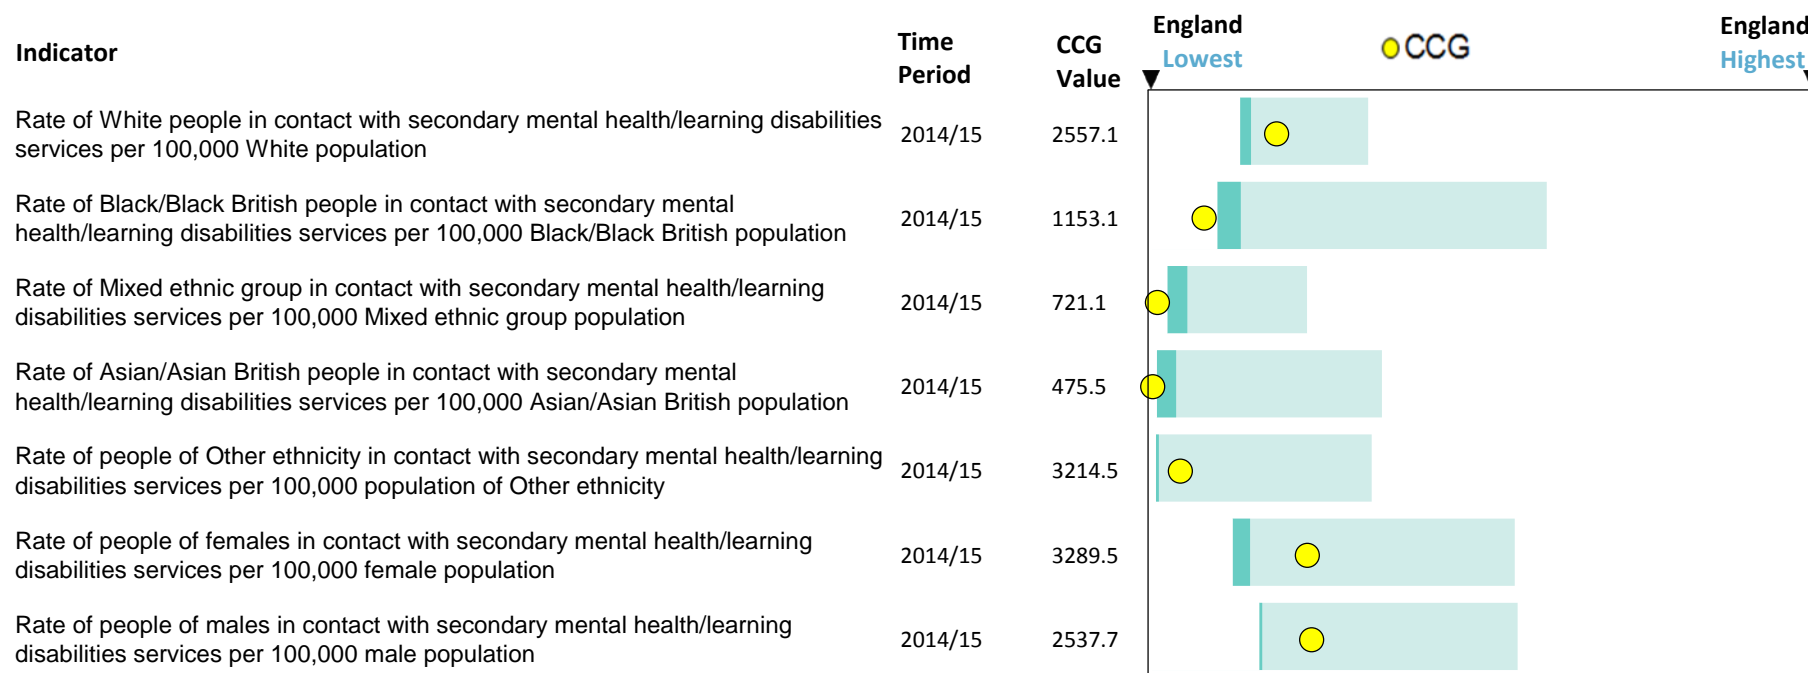 Indicator
Time
Period
CCG
Value
England
Lowest
CCG
England
Highest
Rate of White people in contact with secondary mental health/learning disabilities
services per 100,000 White population
2014/15
2557.1
Rate of Black/Black British people in contact with secondary mental
health/learning disabilities services per 100,000 Black/Black British population
2014/15
1153.1
Rate of Mixed ethnic group in contact with secondary mental health/learning
disabilities services per 100,000 Mixed ethnic group population
2014/15
721.1
Rate of Asian/Asian British people in contact with secondary mental
health/learning disabilities services per 100,000 Asian/Asian British population
2014/15
475.5
Rate of people of Other ethnicity in contact with secondary mental health/learning
disabilities services per 100,000 population of Other ethnicity
2014/15
3214.5
Rate of people of females in contact with secondary mental health/learning
disabilities services per 100,000 female population
2014/15
3289.5
Rate of people of males in contact with secondary mental health/learning
disabilities services per 100,000 male population
2014/15
2537.7